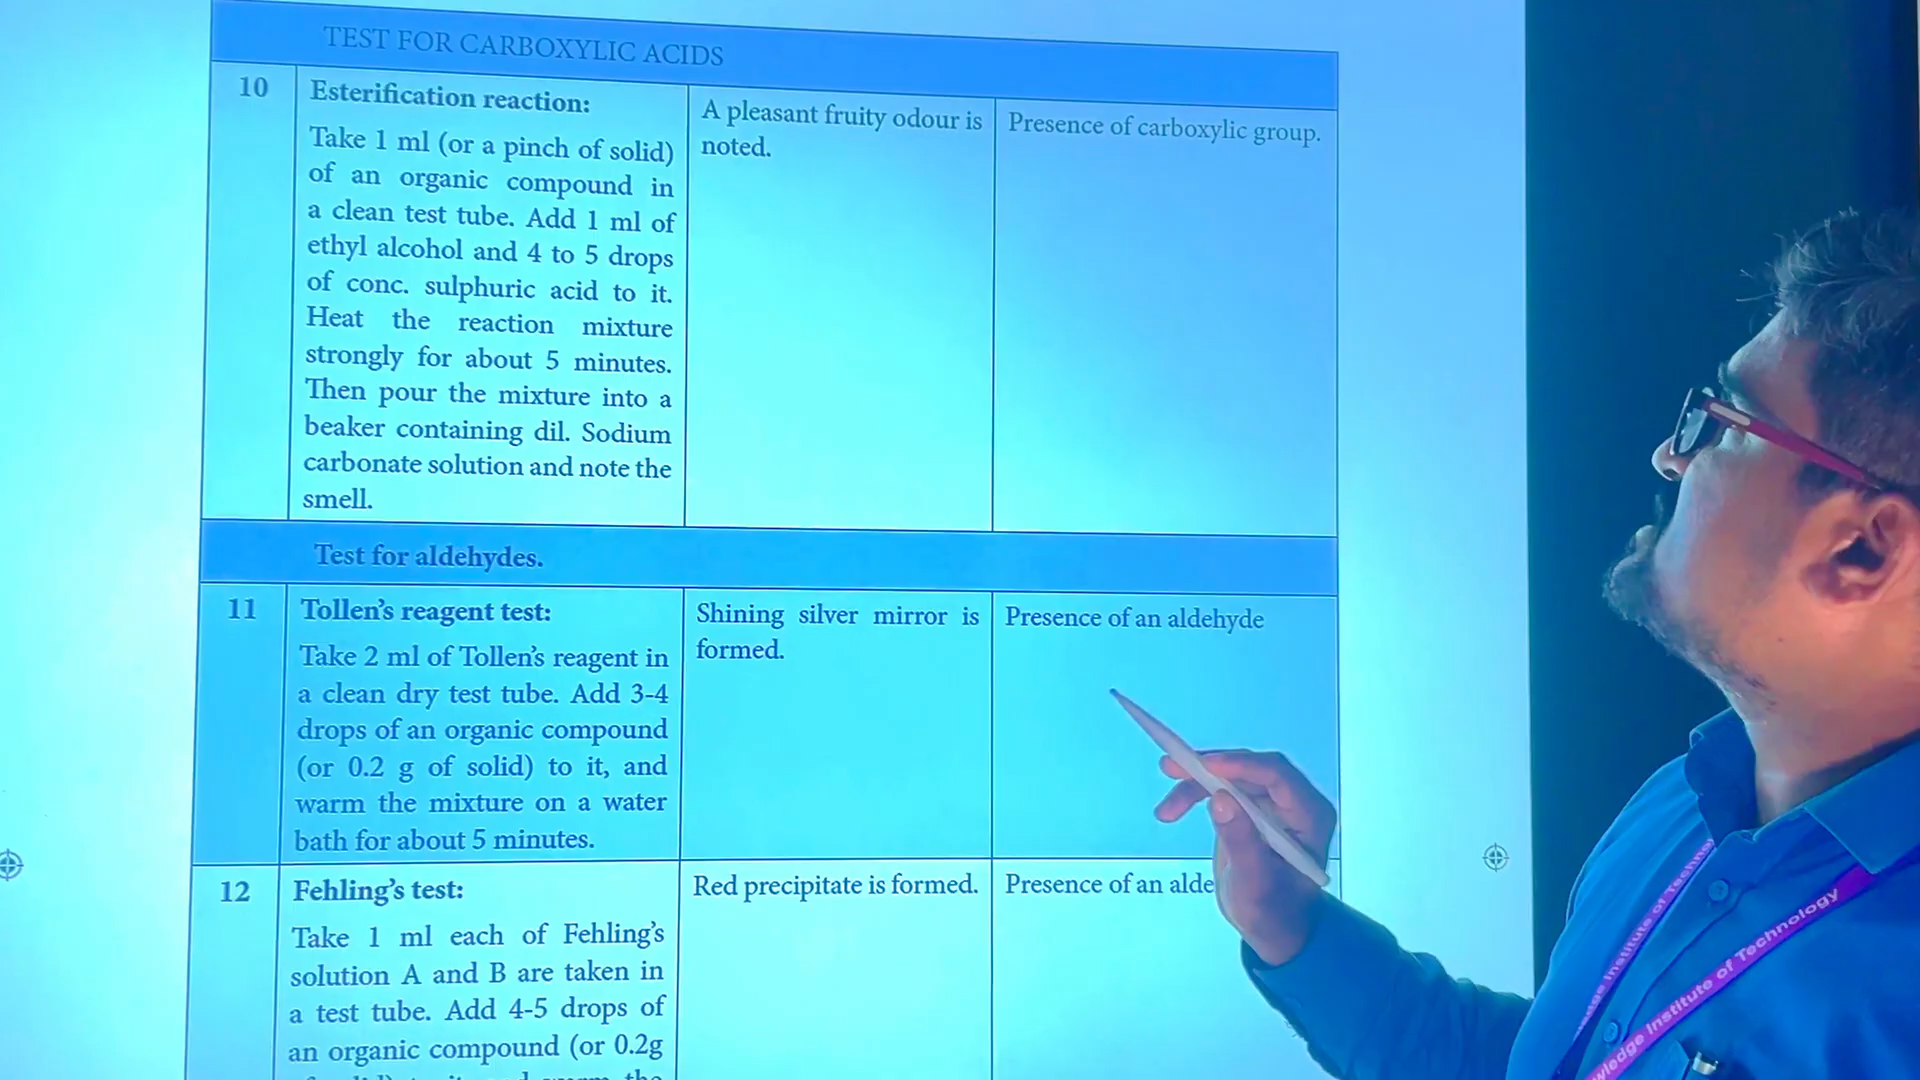 TEST FOR CARBOXYLIC ACIDS
10
Esterification reaction:
Take 1 ml (or a pinch of solid)
of an organic compound in
a clean test tube. Add 1 ml of
ethyl alcohol and 4 to 5 drops
of conc. sulphuric acid to it.
Heat the reaction mixture
strongly for about 5 minutes.
Then pour the mixture into a
beaker containing dil. Sodium
carbonate solution and note the
smell.
A pleasant fruity odour is
noted.
Presence of carboxylic group.
Test for aldehydes.
11
Tollen's reagent test:
Take 2 ml of Tollen's reagent in
a clean dry test tube. Add 3-4
drops of an organic compound
(or 0.2 g of solid) to it, and
warm the mixture on a water
bath for about 5 minutes.
Shining silver mirror is
formed.
Presence of an aldehyde
12
Fehling's test:
Take 1 ml each of Fehling's
solution A and B are taken in
a test tube. Add 4-5 drops of
an organic compound (or 0.2g
Red precipitate is formed.
Presence of an alde
Institute of Techno
wledge Institute of Technology